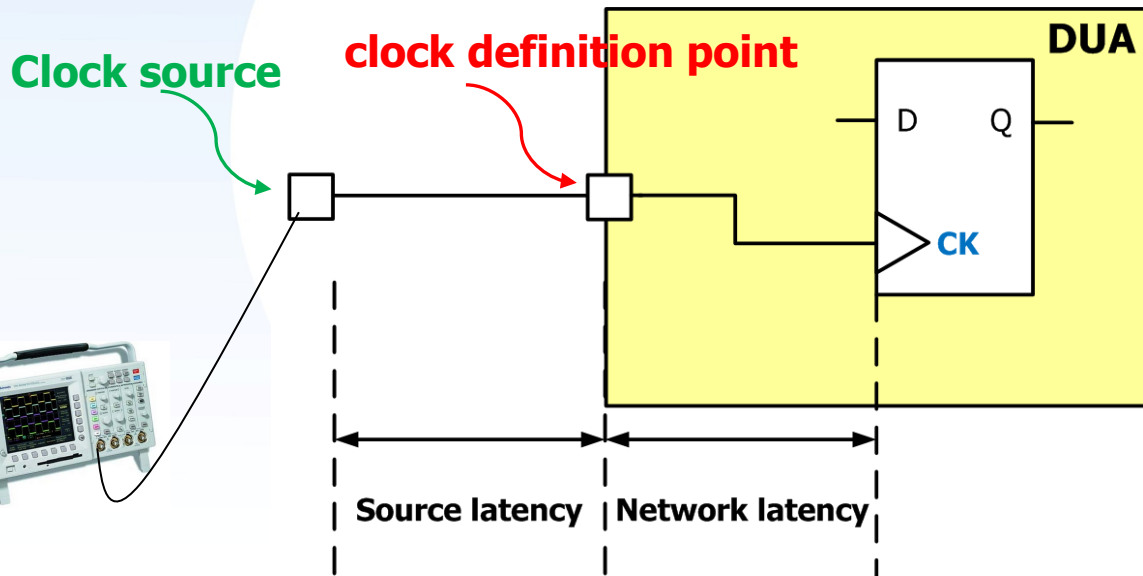 DUA
clock definition point
Clock source
D
Q
CK
Source latency
Network latency